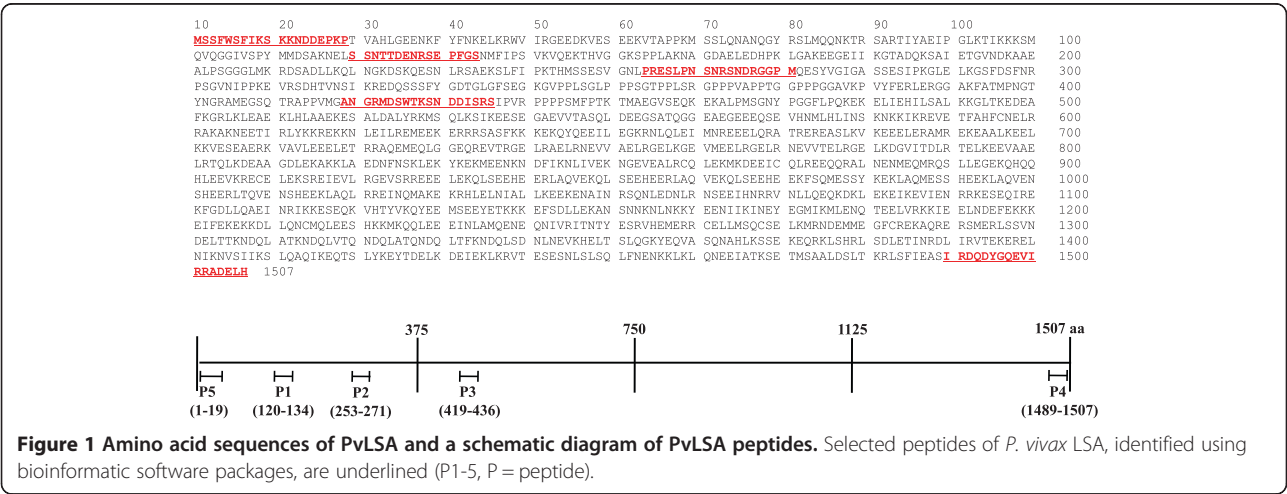 10 20 30 40 50 60 70 80 90 100
MSSFWSFIKS KKNDDEPKPT VAHLGEENKF YFNKELKRWV IRGEEDKVES EEKVTAPPKM SSLQNANQGY RSLMQQNKTR SARTIYAEIP GLKTIKKKSM 100
QVQGGIVSPY MMDSAKNELS SNTTDENRSE PFGSNMFIPS VKVQEKTHVG GKSPPLAKNA GDAELEDHPK LGAKEEGEII KGTADQKSAI ETGVNDKAAE 200
ALPSGGGLMK RDSADLLKQL NGKDSKQESN LRSAEKSLFI PKTHMSSESV GNLPRESLPN SNRSNDRGGP MQESYVGIGA SSESIPKGLE LKGSFDSFNR 300
PSGVNIPPKE VRSDHTVNSI KREDQSSSFY GDTGLGFSEG KGVPPLSGLP PPSGTPPLSR GPPPVAPPTG GPPPGGAVKP VYFERLERGG AKFATMPNGT 400
YNGRAMEGSQ TRAPPVMGAN GRMDSWTKSN DDISRSIPVR PPPPSMFPTK TMAEGVSEQK EKALPMSGNY PGGFLPQKEK ELIEHILSAL KKGLTKEDEA 500
FKGRLKLEAE KLHLAAEKES ALDALYRKMS QLKSIKEESE GAEVVTASQL DEEGSATQGG EAEGEEEQSE VHNMLHLINS KNKKIKREVE TFAHFCNELR 600
RAKAKNEETI RLYKKREKKN LEILREMEEK ERRRSASFKK KEKQYQEEIL EGKRNLQLEI MNREEELQRA TREREASLKV KEEELERAMR EKEAALKEEL 700
KKVESEAERK VAVLEEELET RRAQEMEQLG GEQREVTRGE LRAELRNEVV AELRGELKGE VMEELRGELR NEVVTELRGE LKDGVITDLR TELKEEVAAE 800
LRTQLKDEAA GDLEKAKKLA EDNFNSKLEK YKEKMEENKN DFIKNLIVEK NGEVEALRCQ LEKMKDEEIC QLREEQQRAL NENMEQMRQS LLEGEKQHQQ 900
HLEEVKRECE LEKSREIEVL RGEVSRREEE LKQLSEEHER LAQVEKQLSE EHEERLAQVE KQLSEEHEEK FSQMESSYKE KLAQMESSHE EKLAQVEN 1000
SHEERLTQVE NSHEEKLAQL RREINQMAKE KRHLELNIAL LKEEKENAIN RSQNLEDNLR NSEEIHNRRV NLLQEQKDKL EKEIKEVIEN RRKESEQIRE 1100
KFGDLLQAEI NRIKKESEQK VHTYVKQYEE MSEEYETKKK EFSDLLEKAN SNNKNLNKKY EENIIKINEY EGMIKMLENQ TEELVRKKIE ELNDEFEKKK 1200
EIFEKEKKDL LQNCMQLEES HKKMKQQLEE EINLAMQENE QNIVRITNTY ESRVHEMERR CELLMSQCSE LKMRNDEMME GFCREKAQRE RSMERLSSVN 1300
DELTTKNDQL ATKNDQLVTQ NDQLATQNDQ LTFKNDQLSD NLNEVKHELT SLQGKYEQVA SQNAHLKSSE KEQRKLSHRL SDLETINRDL IRVTEKEREL 1400
NIKNVSIIKS LQAQIKEQTS LYKEYTDELK DEIEKLKRVT ESESNSLSLQ LFNENKKLKL QNEEIATKSE TMSAALDSLT KRLSFIEASI RDQDYGQEVI 1500
RRADELH 1507
375 750 1125 1507 aa
P5 P1 P2 P3 P4
(1-19) (120-134) (253-271) (419-436) (1489-1507)
Figure 1 Amino acid sequences of PvLSA and a schematic diagram of PvLSA peptides. Selected peptides of P. vivax LSA, identified using
bioinformatic software packages, are underlined (P1-5, P = peptide).